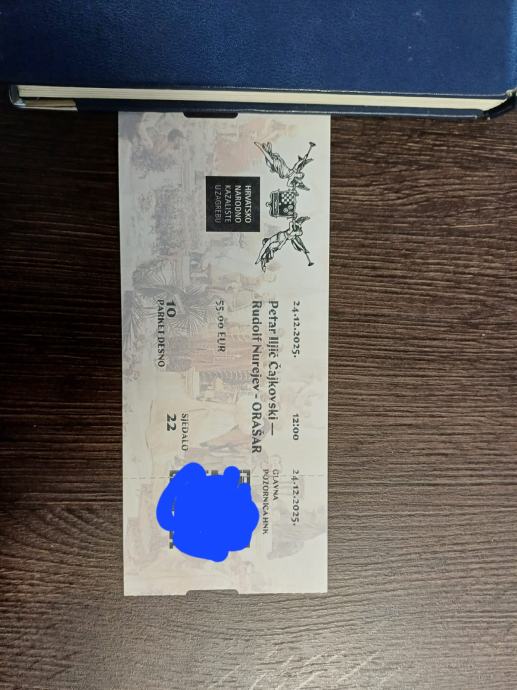 HRVATSKO
NARODNO
KAZALIŠTE
U ZAGREBU
24.12.2025. 12:00
Petar Iljič Čajkovski —
Rudolf Nurejev - ORAŠAR
55,00 EUR
10
PARKET DESNO
SJEDALO
22
24.12.2025.
GLAVNA
POZORNICA HNK